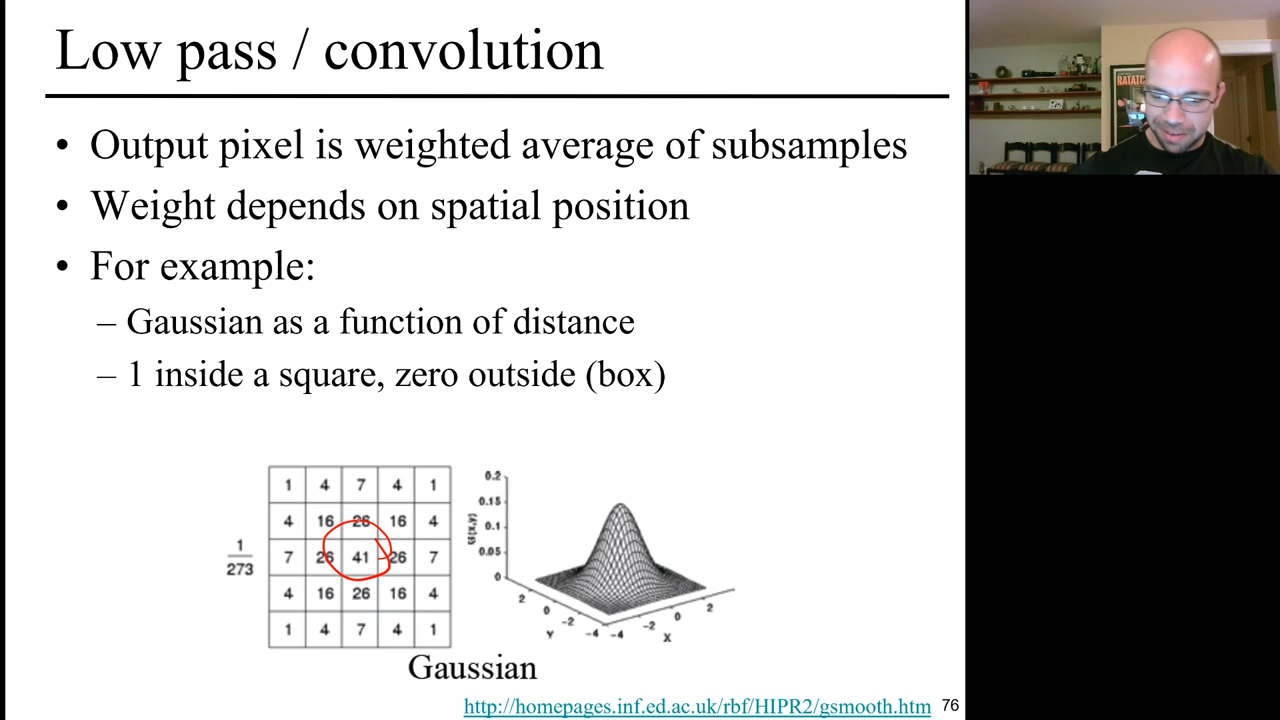 Low pass / convolution
• Output pixel is weighted average of subsamples
• Weight depends on spatial position
• For example:
– Gaussian as a function of distance
– 1 inside a square, zero outside (box)
1 4 7 4 1
4 16 26 16 4
1
273
7 26 41 26 7
4 16 26 16 4
1 4 7 4 1
0.2
0.15
0.1
0.05
0
G(x,y)
2
0
-2
-4
Y
-4
-2
0
2
X
Gaussian
http://homepages.inf.ed.ac.uk/rbf/HIPR2/gsmooth.htm 76